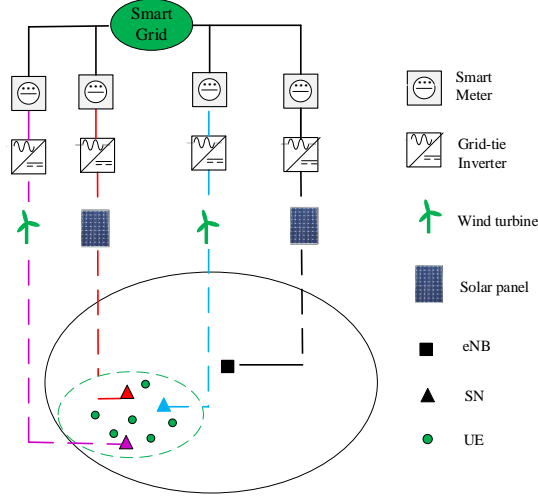 Smart
Grid
Smart
Meter
Grid-tie
Inverter
Wind turbine
Solar panel
eNB
SN
UE